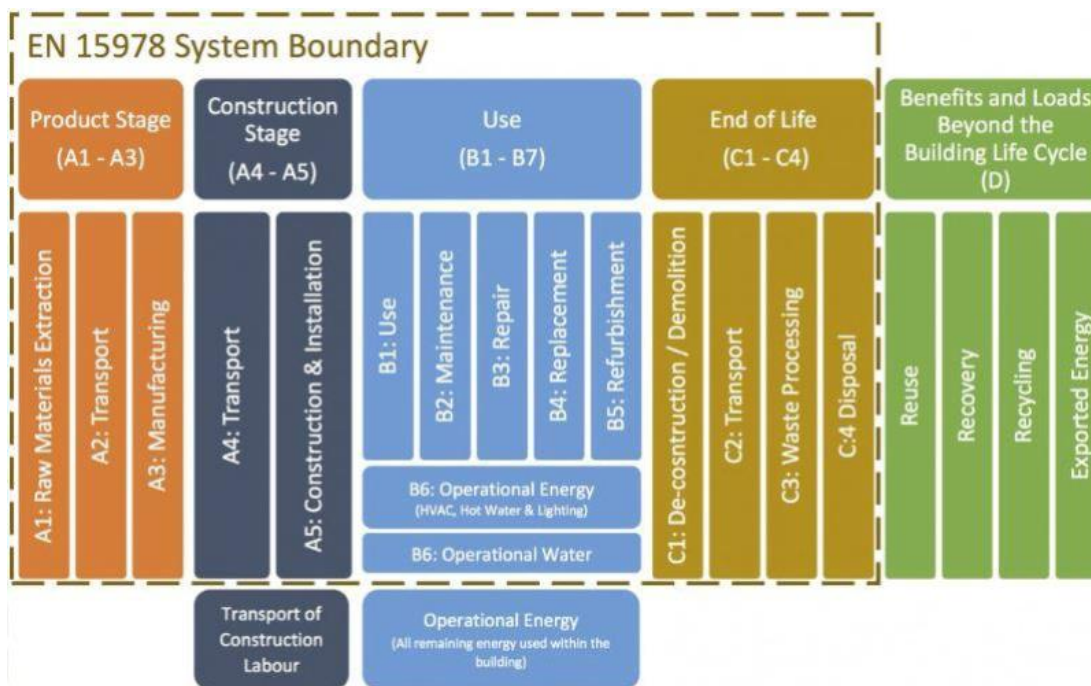 EN 15978 System Boundary
Product Stage
(A1 - A3)
Construction
Stage
(A4 - A5)
Use
(B1 - B7)
End of Life
(C1 - C4)
Benefits and Loads
Beyond the
Building Life Cycle
(D)
A1: Raw Materials Extraction
A2: Transport
A3: Manufacturing
A4: Transport
A5: Construction & Installation
B1: Use
B2: Maintenance
B3: Repair
B4: Replacement
B5: Refurbishment
B6: Operational Energy
(HVAC, Hot Water & Lighting)
B6: Operational Water
C1: De-cosntruction / Demolition
C2: Transport
C3: Waste Processing
C:4 Disposal
Reuse
Recovery
Recycling
Exported Energy
Transport of
Construction
Labour
Operational Energy
(All remaining energy used within the
building)